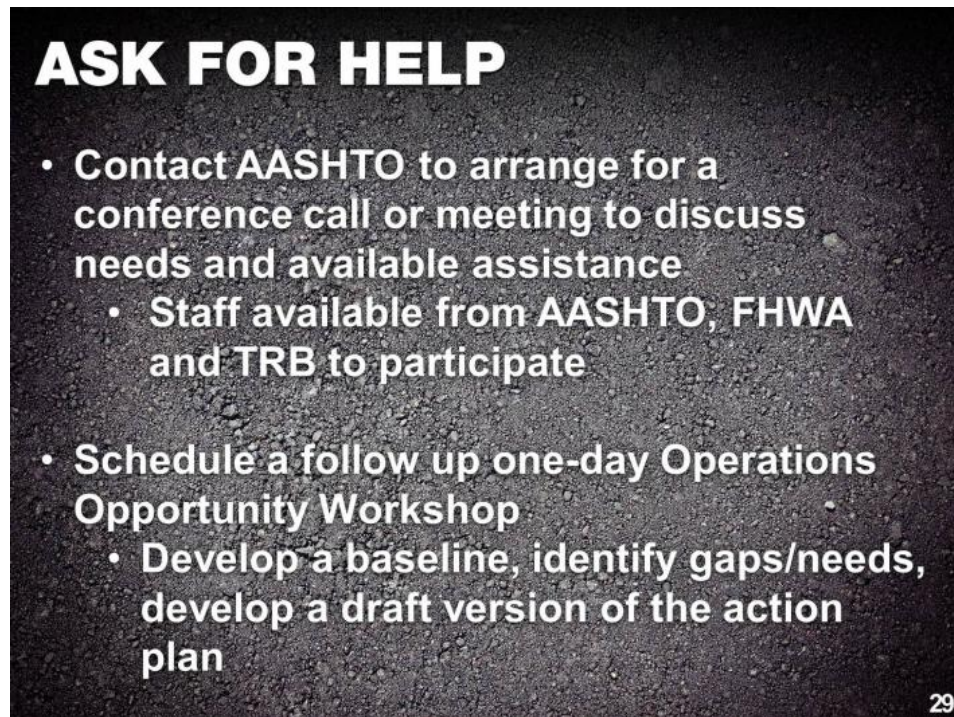 ASK FOR HELP
• Contact AASHTO to arrange for a
conference call or meeting to discuss
needs and available assistance
• Staff available from AASHTO, FHWA
and TRB to participate
• Schedule a follow up one-day Operations
Opportunity Workshop
• Develop a baseline, identify gaps/needs,
develop a draft version of the action
plan
29